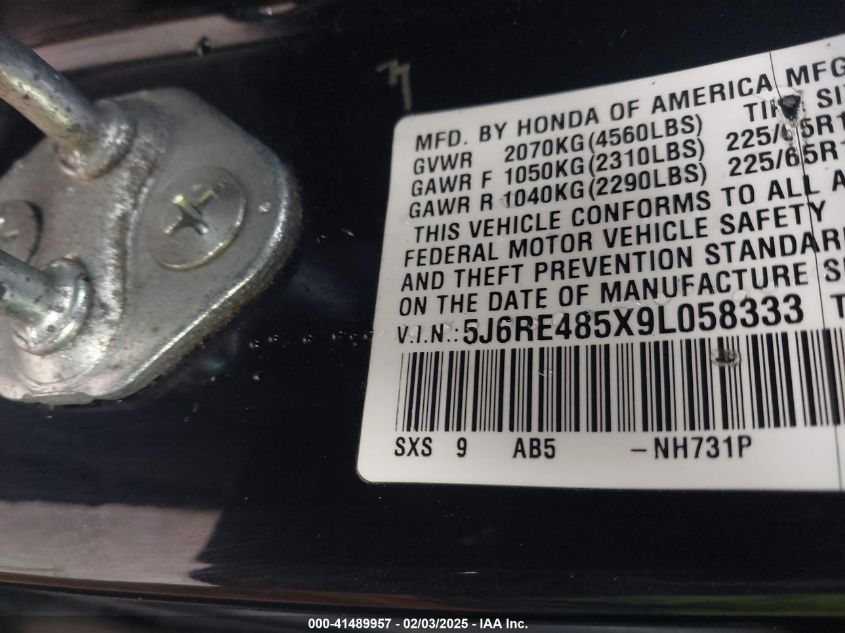 MFD. BY HONDA OF AMERICA MFG
GVWR 2070KG(4560LBS) TIRE SI
GAWR F 1050KG(2310LBS) 225/65R1
GAWR R 1040KG(2290LBS) 225/65R1
THIS VEHICLE CONFORMS TO ALL A
FEDERAL MOTOR VEHICLE SAFETY
AND THEFT PREVENTION STANDAR
ON THE DATE OF MANUFACTURE S
V.I.N.: 5J6RE485X9L058333 T
SXS 9 AB5 -NH731P
000-41489957 - 02/03/2025 - IAA Inc.